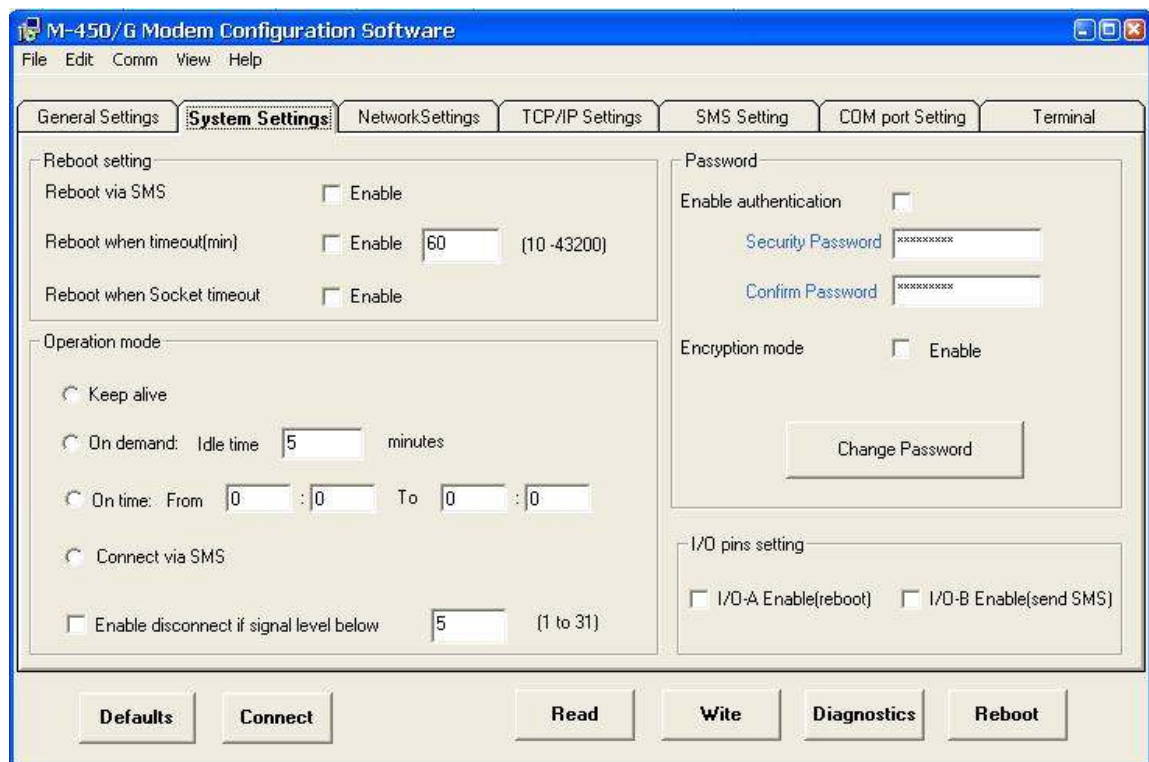 M-450/G Modem Configuration Software
File Edit Comm View Help
General Settings System Settings NetworkSettings TCP/IP Settings SMS Setting COM port Setting Terminal
Reboot setting
Reboot via SMS Enable
Reboot when timeout(min) Enable 60 (10 -43200)
Reboot when Socket timeout Enable
Operation mode
Keep alive
On demand: Idle time 5 minutes
On time: From 0 : 0 To 0 : 0
Connect via SMS
Enable disconnect if signal level below 5 (1 to 31)
Password
Enable authentication
Security Password *********
Confirm Password *********
Encryption mode Enable
Change Password
I/O pins setting
I/O-A Enable(reboot) I/O-B Enable(send SMS)
Defaults Connect Read Wite Diagnostics Reboot